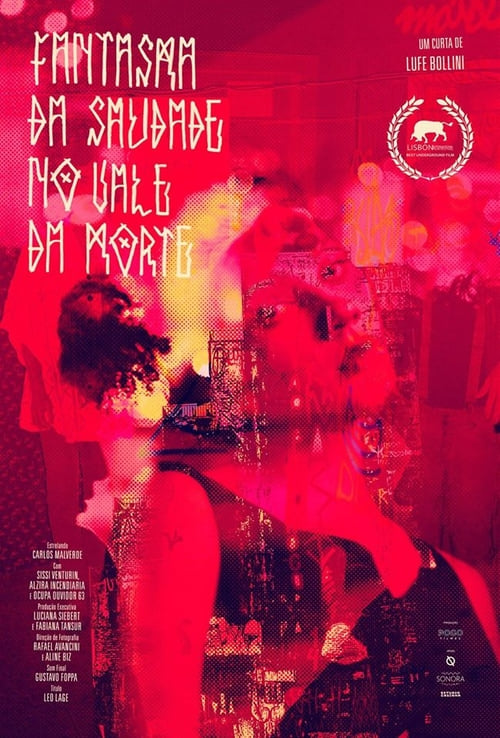 FANTASMA
DA SAUDADE
NO VALE
DA MORTE
UM CURTA DE
LUFE BOLLINI
LISBON
BEST UNDERGROUND FILM
Estrelando
CARLOS MALVERDE
Com
SISSI VENTURIN,
ALZIRA INCENDIARIA
E OCUPA OUVIDOR 63
Produção Executiva
LUCIANA SIEBERT
E FABIANA TANSUR
Direção de Fotografia
RAFAEL AVANCINI
E ALINE BIZ
Som Final
GUSTAVO FOPPA
Título
LEO LAGE
POGO
FILMES
SONORA